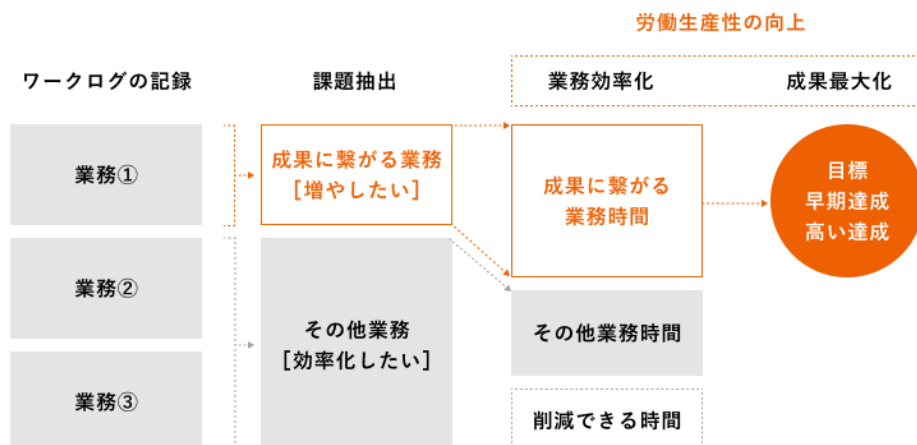 労働生産性の向上
ワークログの記録
課題抽出
業務効率化
成果最大化
業務①
成果に繋がる業務
[増やしたい]
成果に繋がる
業務時間
目標
早期達成
高い達成
業務②
その他業務
[効率化したい]
その他業務時間
業務③
削減できる時間